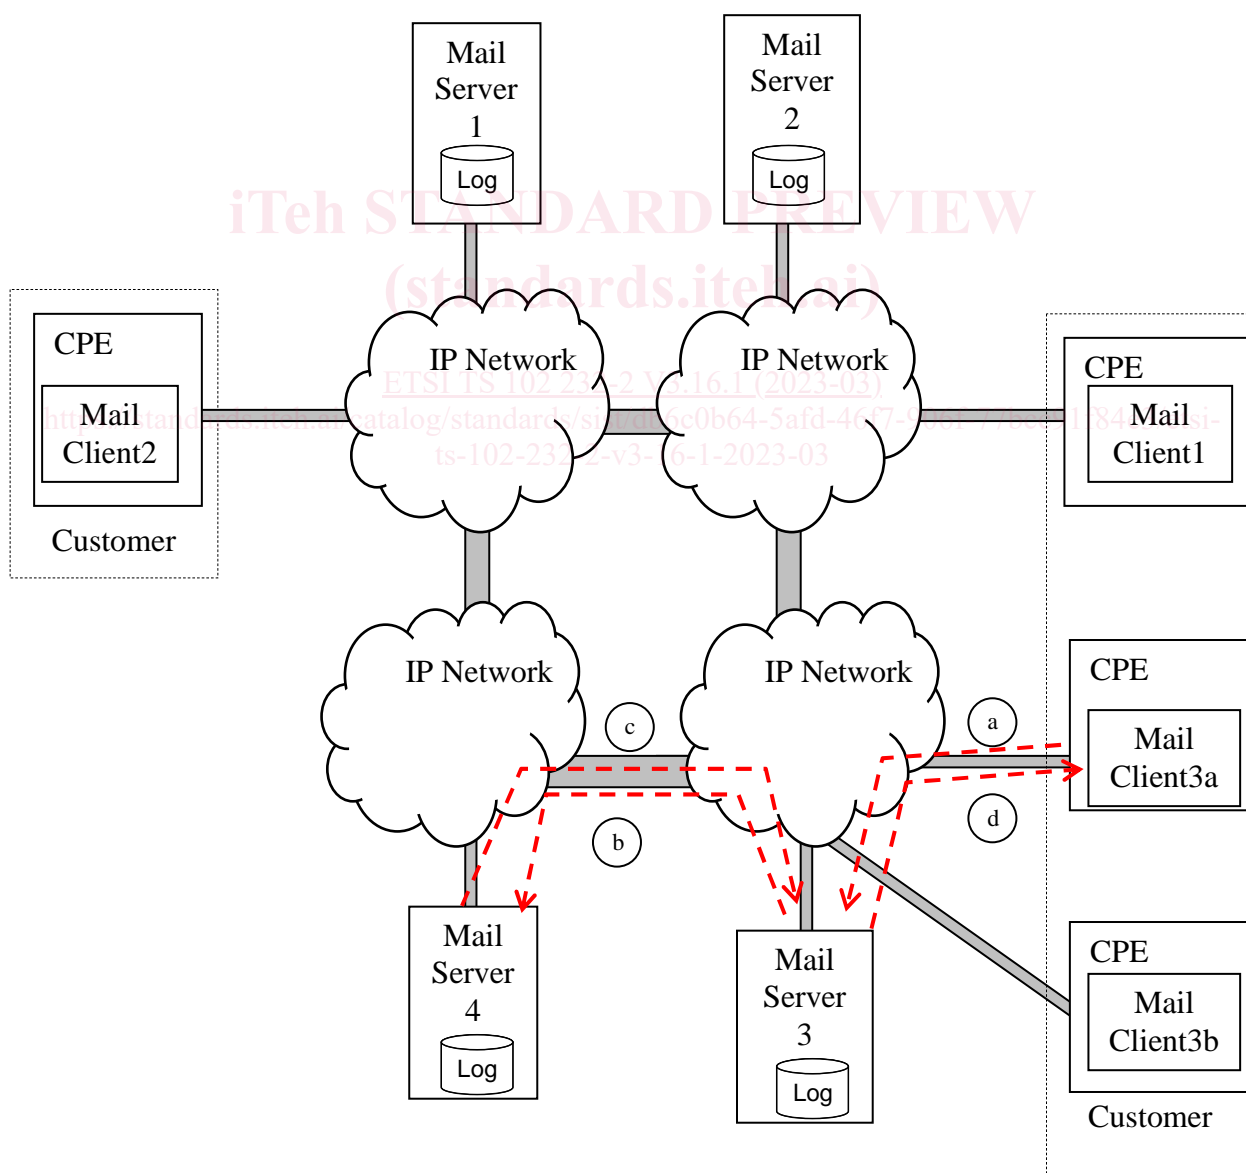 Mail
Server
1
Log
Mail
Server
2
Log
iTeh STANDARD PREVIEW
(standards.iteh.ai)
CPE
Mail
Client2
Customer
IP Network
IP Network
CPE
Mail
Client1
ts-102-232-2-v3-16-1-2023-03
IP Network
IP Network
CPE
Mail
Client3a
a
c
d
b
Mail
Server
4
Log
Mail
Server
3
Log
CPE
Mail
Client3b
Customer